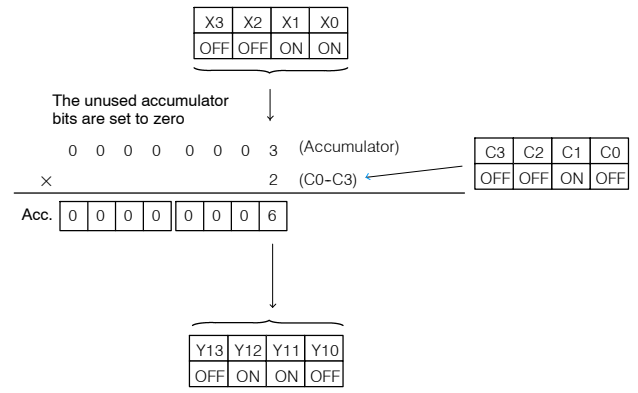 X3 X2 X1 X0
OFF OFF ON ON
The unused accumulator
bits are set to zero
0 0 0 0 0 0 0 3 (Accumulator)
× 2 (C0-C3)
C3 C2 C1 C0
OFF OFF ON OFF
Acc. 0 0 0 0 0 0 0 6
Y13 Y12 Y11 Y10
OFF ON ON OFF